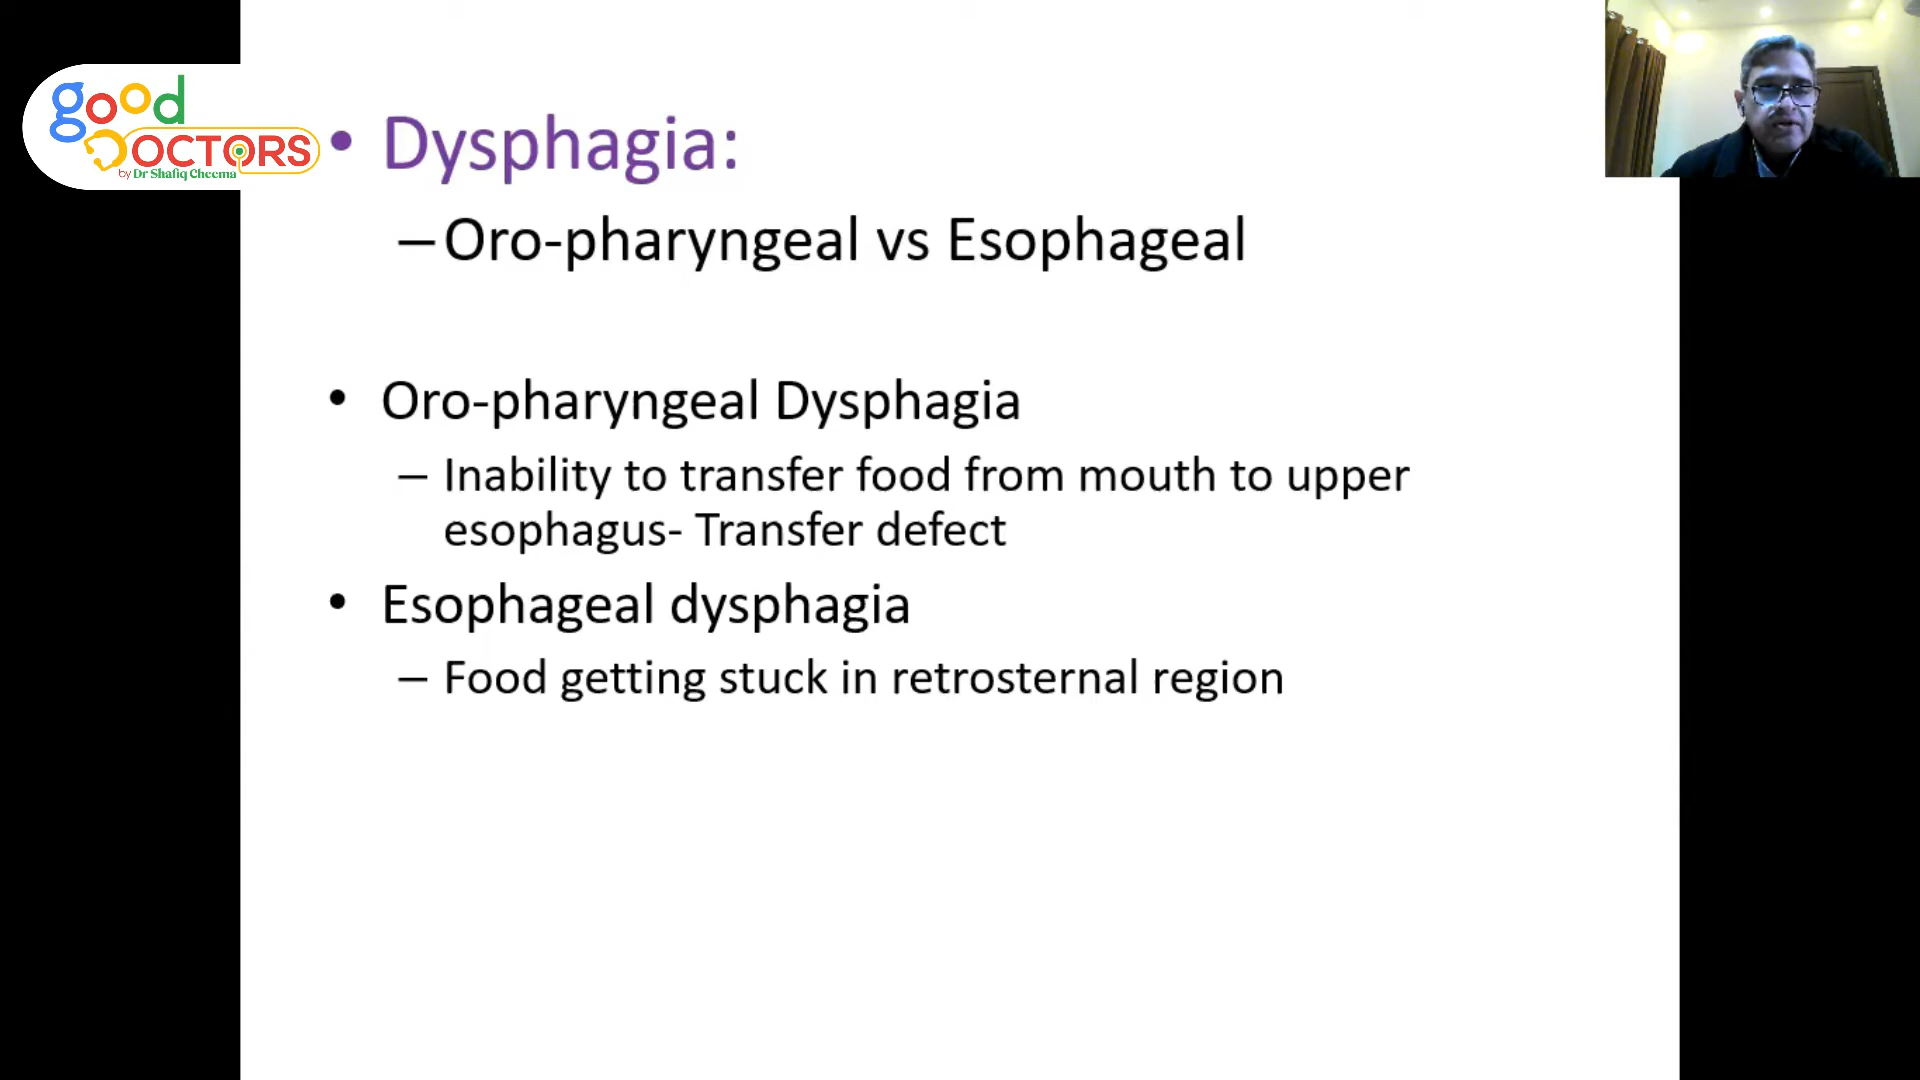 good
DOCTORS
by Dr Shafiq Cheema
• Dysphagia:
– Oro-pharyngeal vs Esophageal
• Oro-pharyngeal Dysphagia
– Inability to transfer food from mouth to upper
esophagus- Transfer defect
• Esophageal dysphagia
– Food getting stuck in retrosternal region